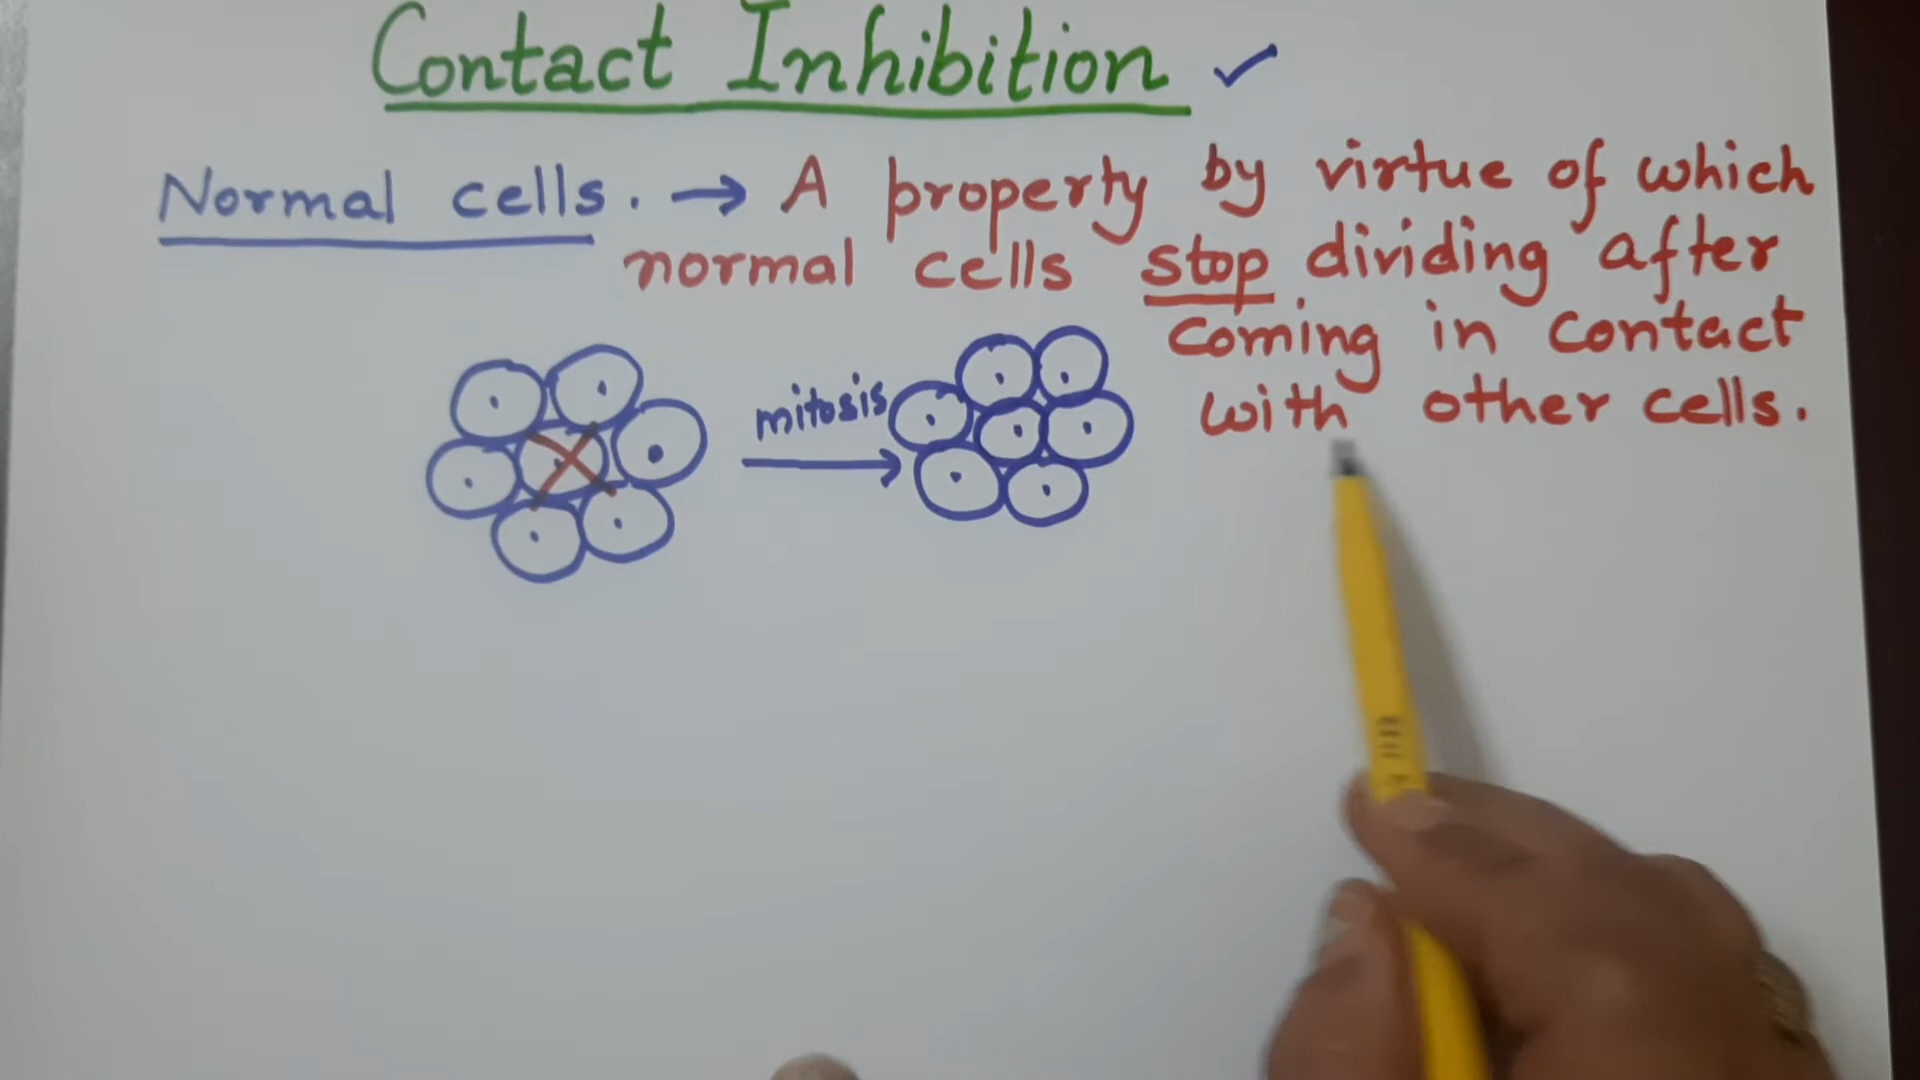 Contact Inhibition ✓
Normal cells. → A property by virtue of which
normal cells stop dividing after
coming in contact
with other cells.
mitosis